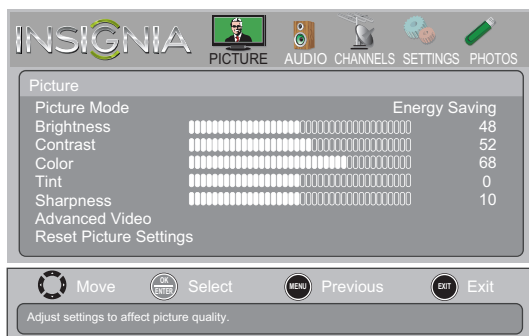 INSIGNIA
PICTURE AUDIO CHANNELS SETTINGS PHOTOS
Picture
Picture Mode Energy Saving
Brightness 48
Contrast 52
Color 68
Tint 0
Sharpness 10
Advanced Video
Reset Picture Settings
Move OK ENTER Select MENU Previous EXIT Exit
Adjust settings to affect picture quality.